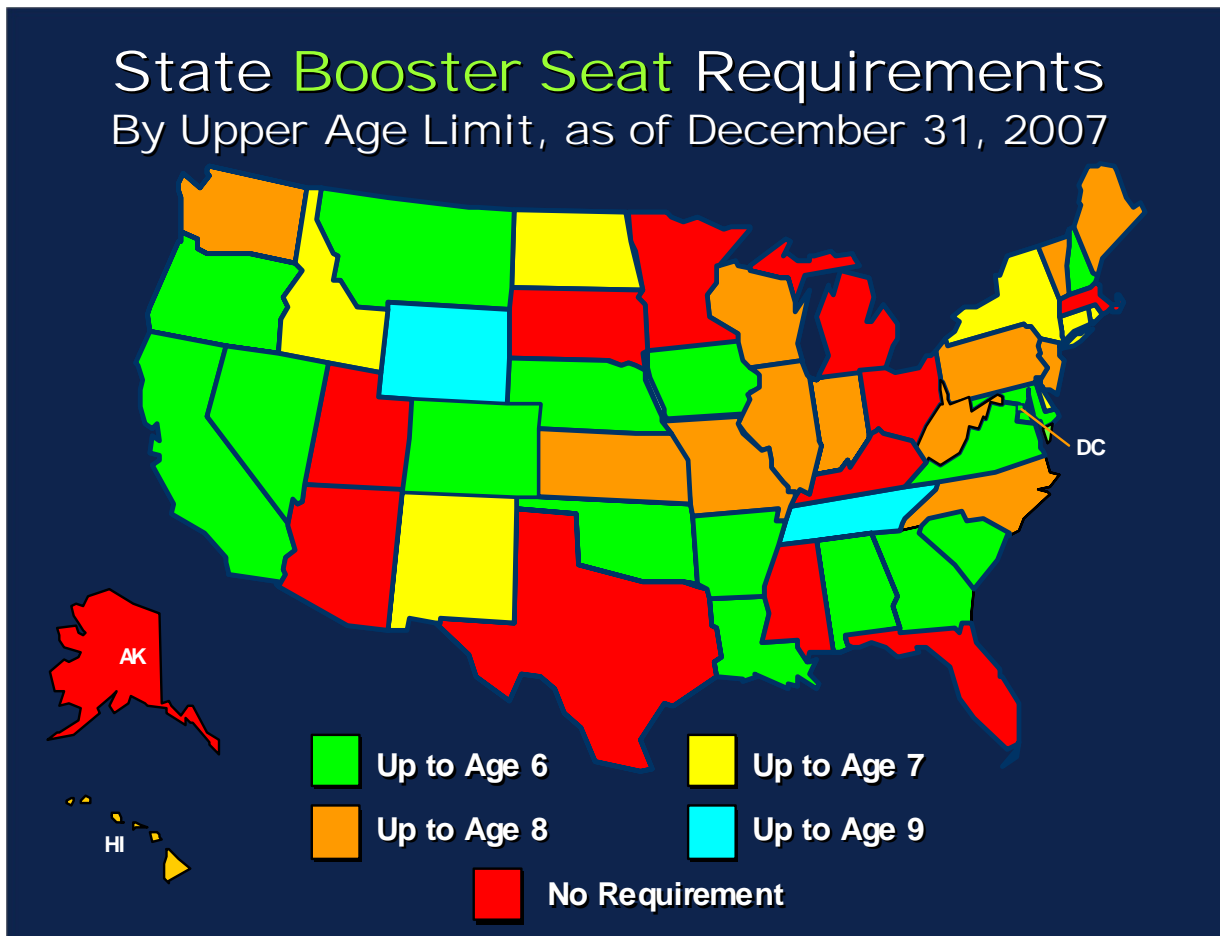 State Booster Seat Requirements
By Upper Age Limit, as of December 31, 2007
DC
AK
HI
Up to Age 6
Up to Age 7
Up to Age 8
Up to Age 9
No Requirement